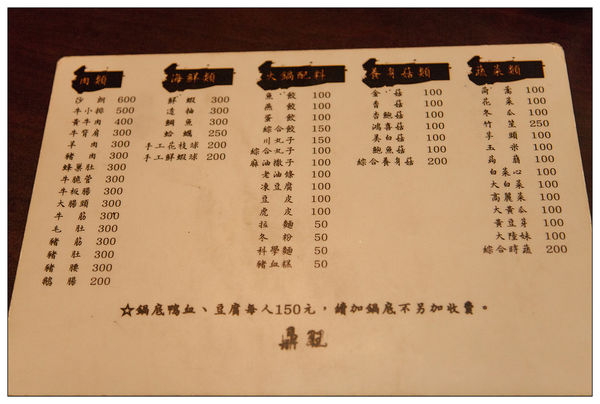 肉類
沙朗 600
牛小排 500
黃牛肉 400
牛背肩 300
羊肉 300
豬肉 300
蜂巢肚 300
牛脆管 300
牛板腸 300
大腸頭 300
牛筋 300
毛肚 300
豬筋 300
豬肚 300
豬腰 300
鵝腸 200
海鮮類
鮮蝦 300
透抽 300
鯛魚 300
蛤蠣 250
手工花枝球 200
手工鮮蝦球 200
火鍋配料
魚餃 100
燕餃 100
蛋餃 100
綜合餃 150
川丸子 100
綜合丸子 100
麻油撒子 100
老油條 100
凍豆腐 100
豆皮 100
虎皮 100
拉麵 50
冬粉 50
科學麵 50
豬血糕 50
養身菇類
金菇 100
香菇 100
杏鮑菇 100
鴻喜菇 100
美白菇 100
鮑魚菇 100
綜合養身菇 200
蔬菜類
茼蒿 100
花菜 100
冬瓜 100
竹笙 250
芋頭 100
玉米 100
萵苣 100
白菜心 100
大白菜 100
高麗菜 100
大黃瓜 100
黃豆芽 100
大陸妹 100
綜合時蔬 200
☆鍋底鴨血、豆腐每人150元，續加鍋底不另加收費。
鼎旺